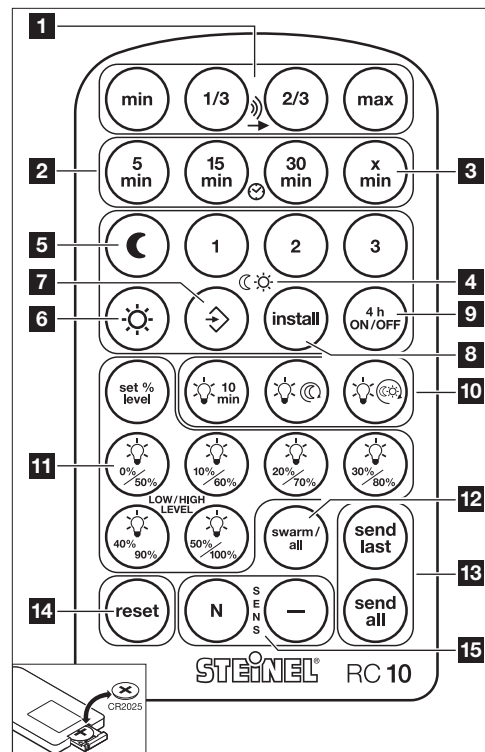 1
min 1/3 2/3 max
2
5 min 15 min 30 min x min
3
5
1 2 3
7
4
6
install
4 h ON/OFF
9
8
set % level
10 min
10
11
0%/50%
10%/60%
20%/70%
30%/80%
LOW/HIGH LEVEL
12
40%/90%
50%/100%
swarm/ all
send last
13
14
reset
N
SENS
—
send all
15
STEINEL® RC 10
CR2025